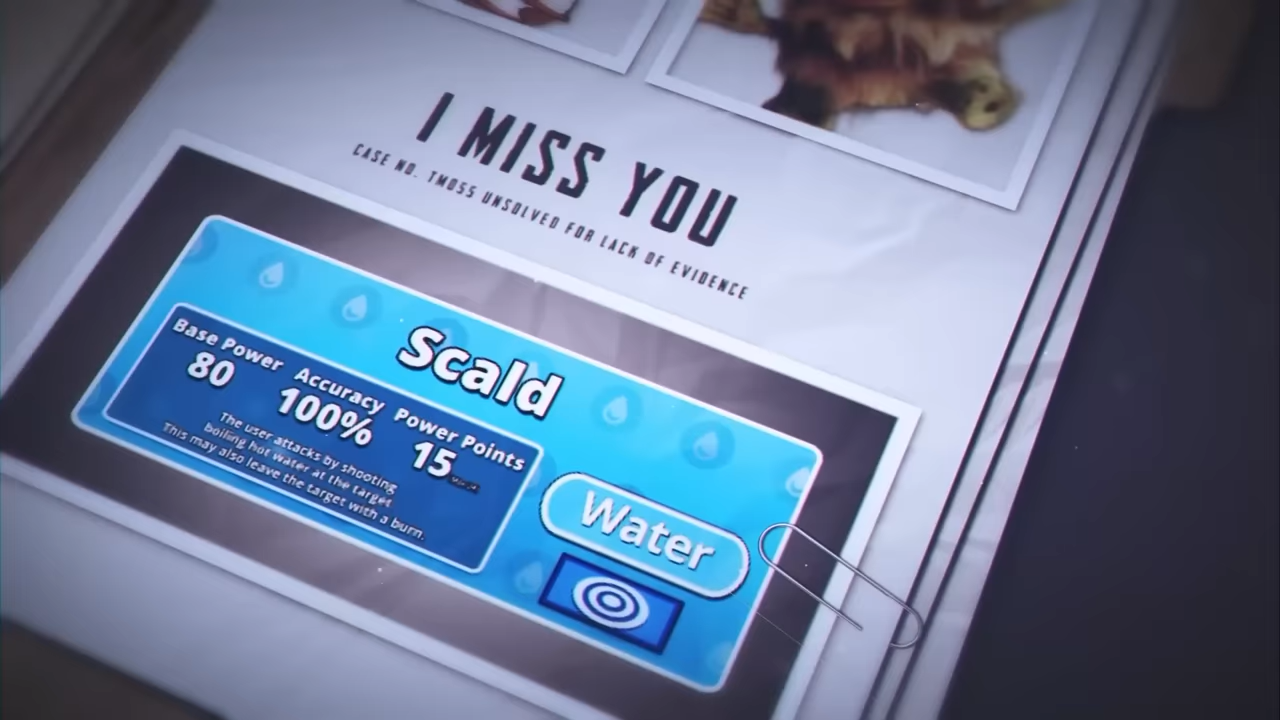 I MISS YOU
CASE NO. TM055 UNSOLVED FOR LACK OF EVIDENCE
Scald
Base Power Accuracy Power Points
80 100% 15
The user attacks by shooting
boiling hot water at the target.
This may also leave the target with a burn.
Water